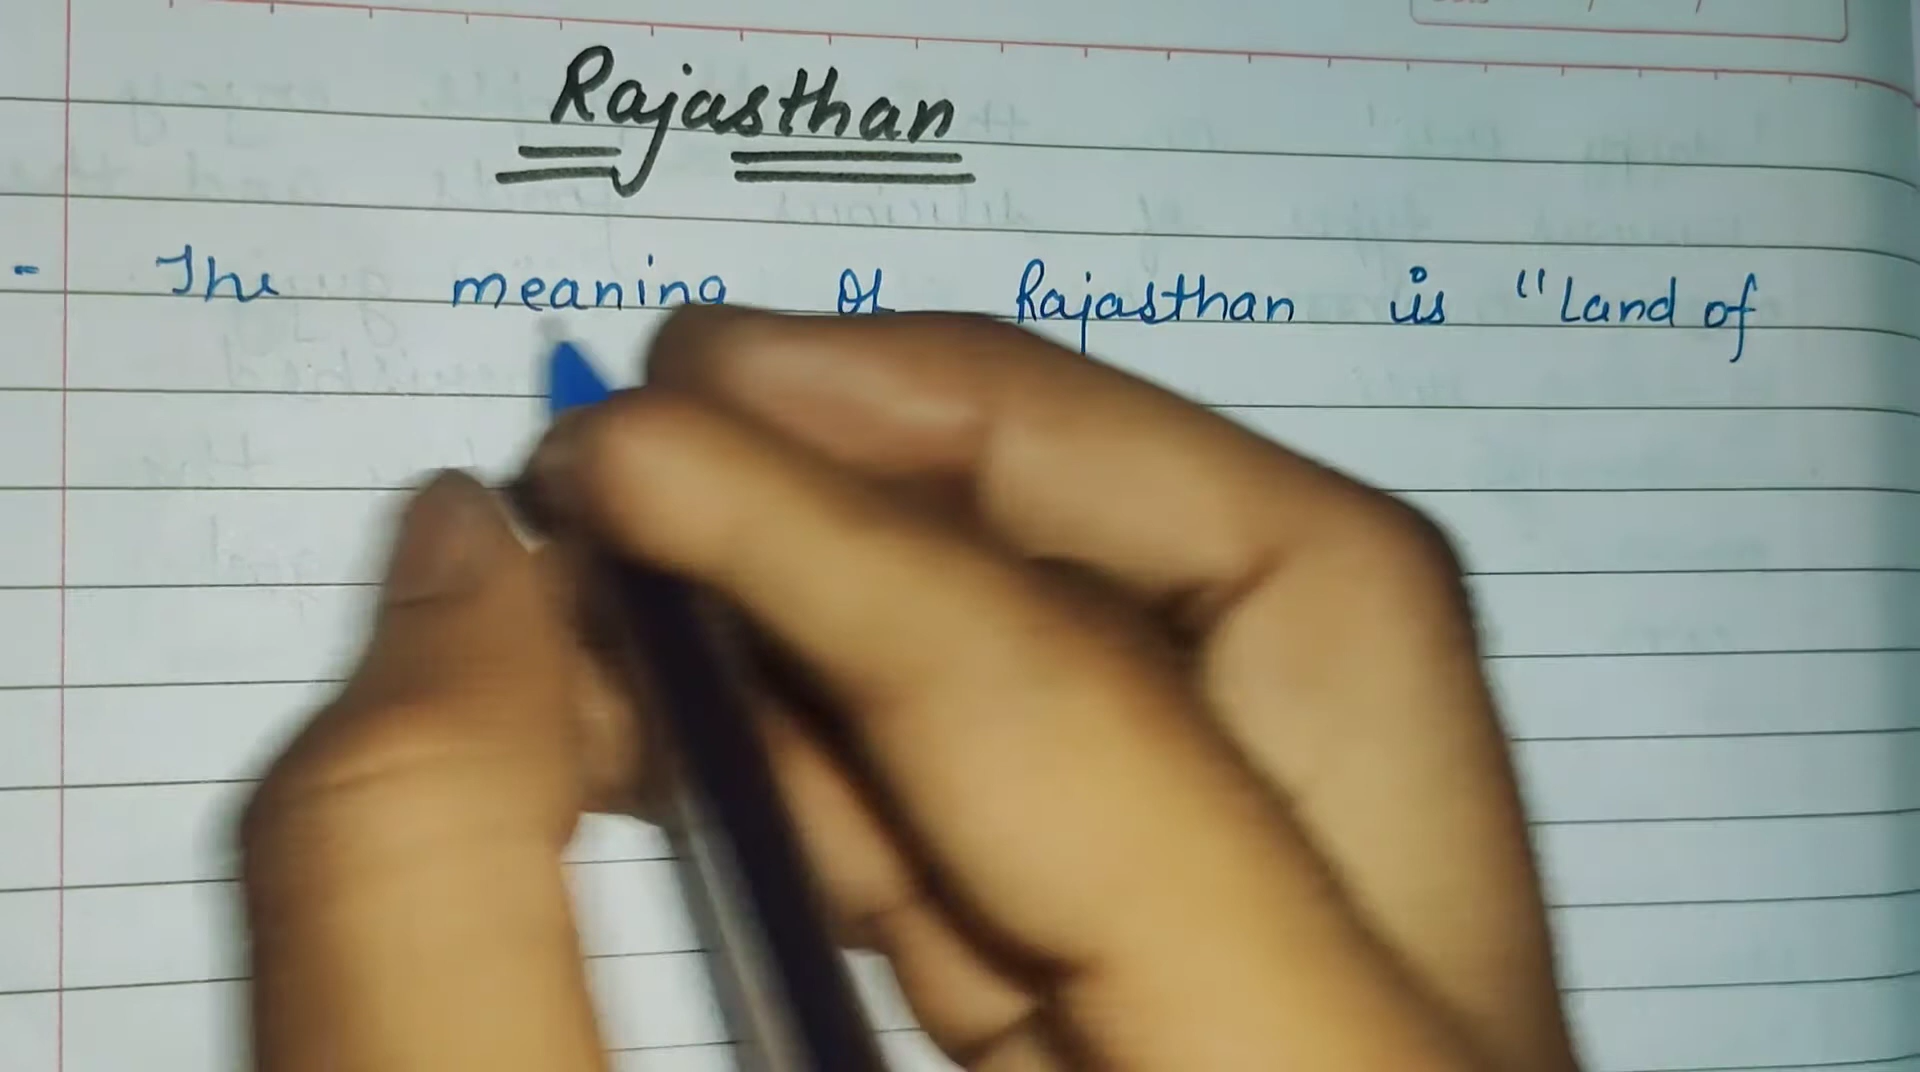 Rajasthan
- The meaning of Rajasthan is "Land of